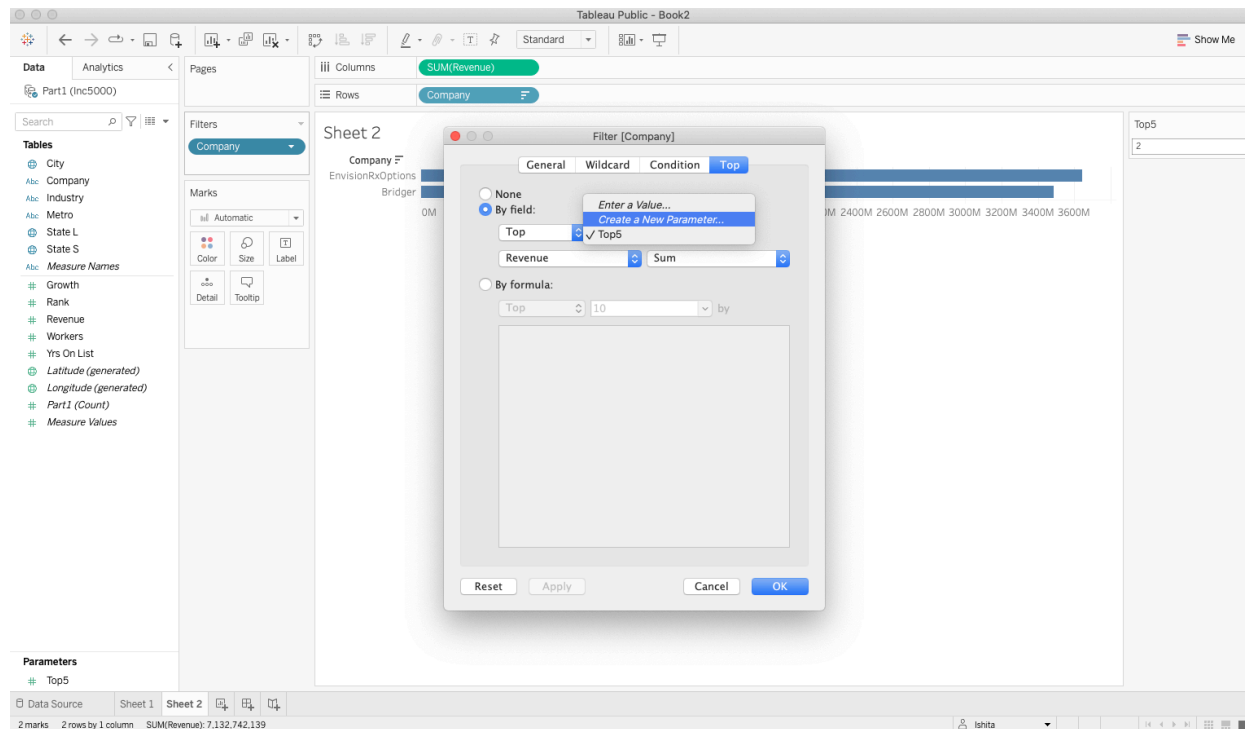 Tableau Public - Book2
Standard
Show Me
Data
Analytics
Pages
Columns
SUM(Revenue)
Part1 (Inc5000)
Rows
Company
Search
Filters
Company
Sheet 2
Top5
2
Tables
City
Abc Company
Abc Industry
Abc Metro
State L
State S
Abc Measure Names
# Growth
# Rank
# Revenue
# Workers
# Yrs On List
Latitude (generated)
Longitude (generated)
# Part1 (Count)
# Measure Values
Marks
Automatic
Color
Size
Label
Detail
Tooltip
Company
EnvisionRxOptions
Bridger
0M
M 2400M 2600M 2800M 3000M 3200M 3400M 3600M
Filter [Company]
General
Wildcard
Condition
Top
None
By field:
Enter a Value...
Create a New Parameter...
✓ Top5
Top
Revenue
Sum
By formula:
Top
10
by
Reset
Apply
Cancel
OK
Parameters
# Top5
Data Source
Sheet 1
Sheet 2
2 marks
2 rows by 1 column
SUM(Revenue): 7,132,742,139
Ishita